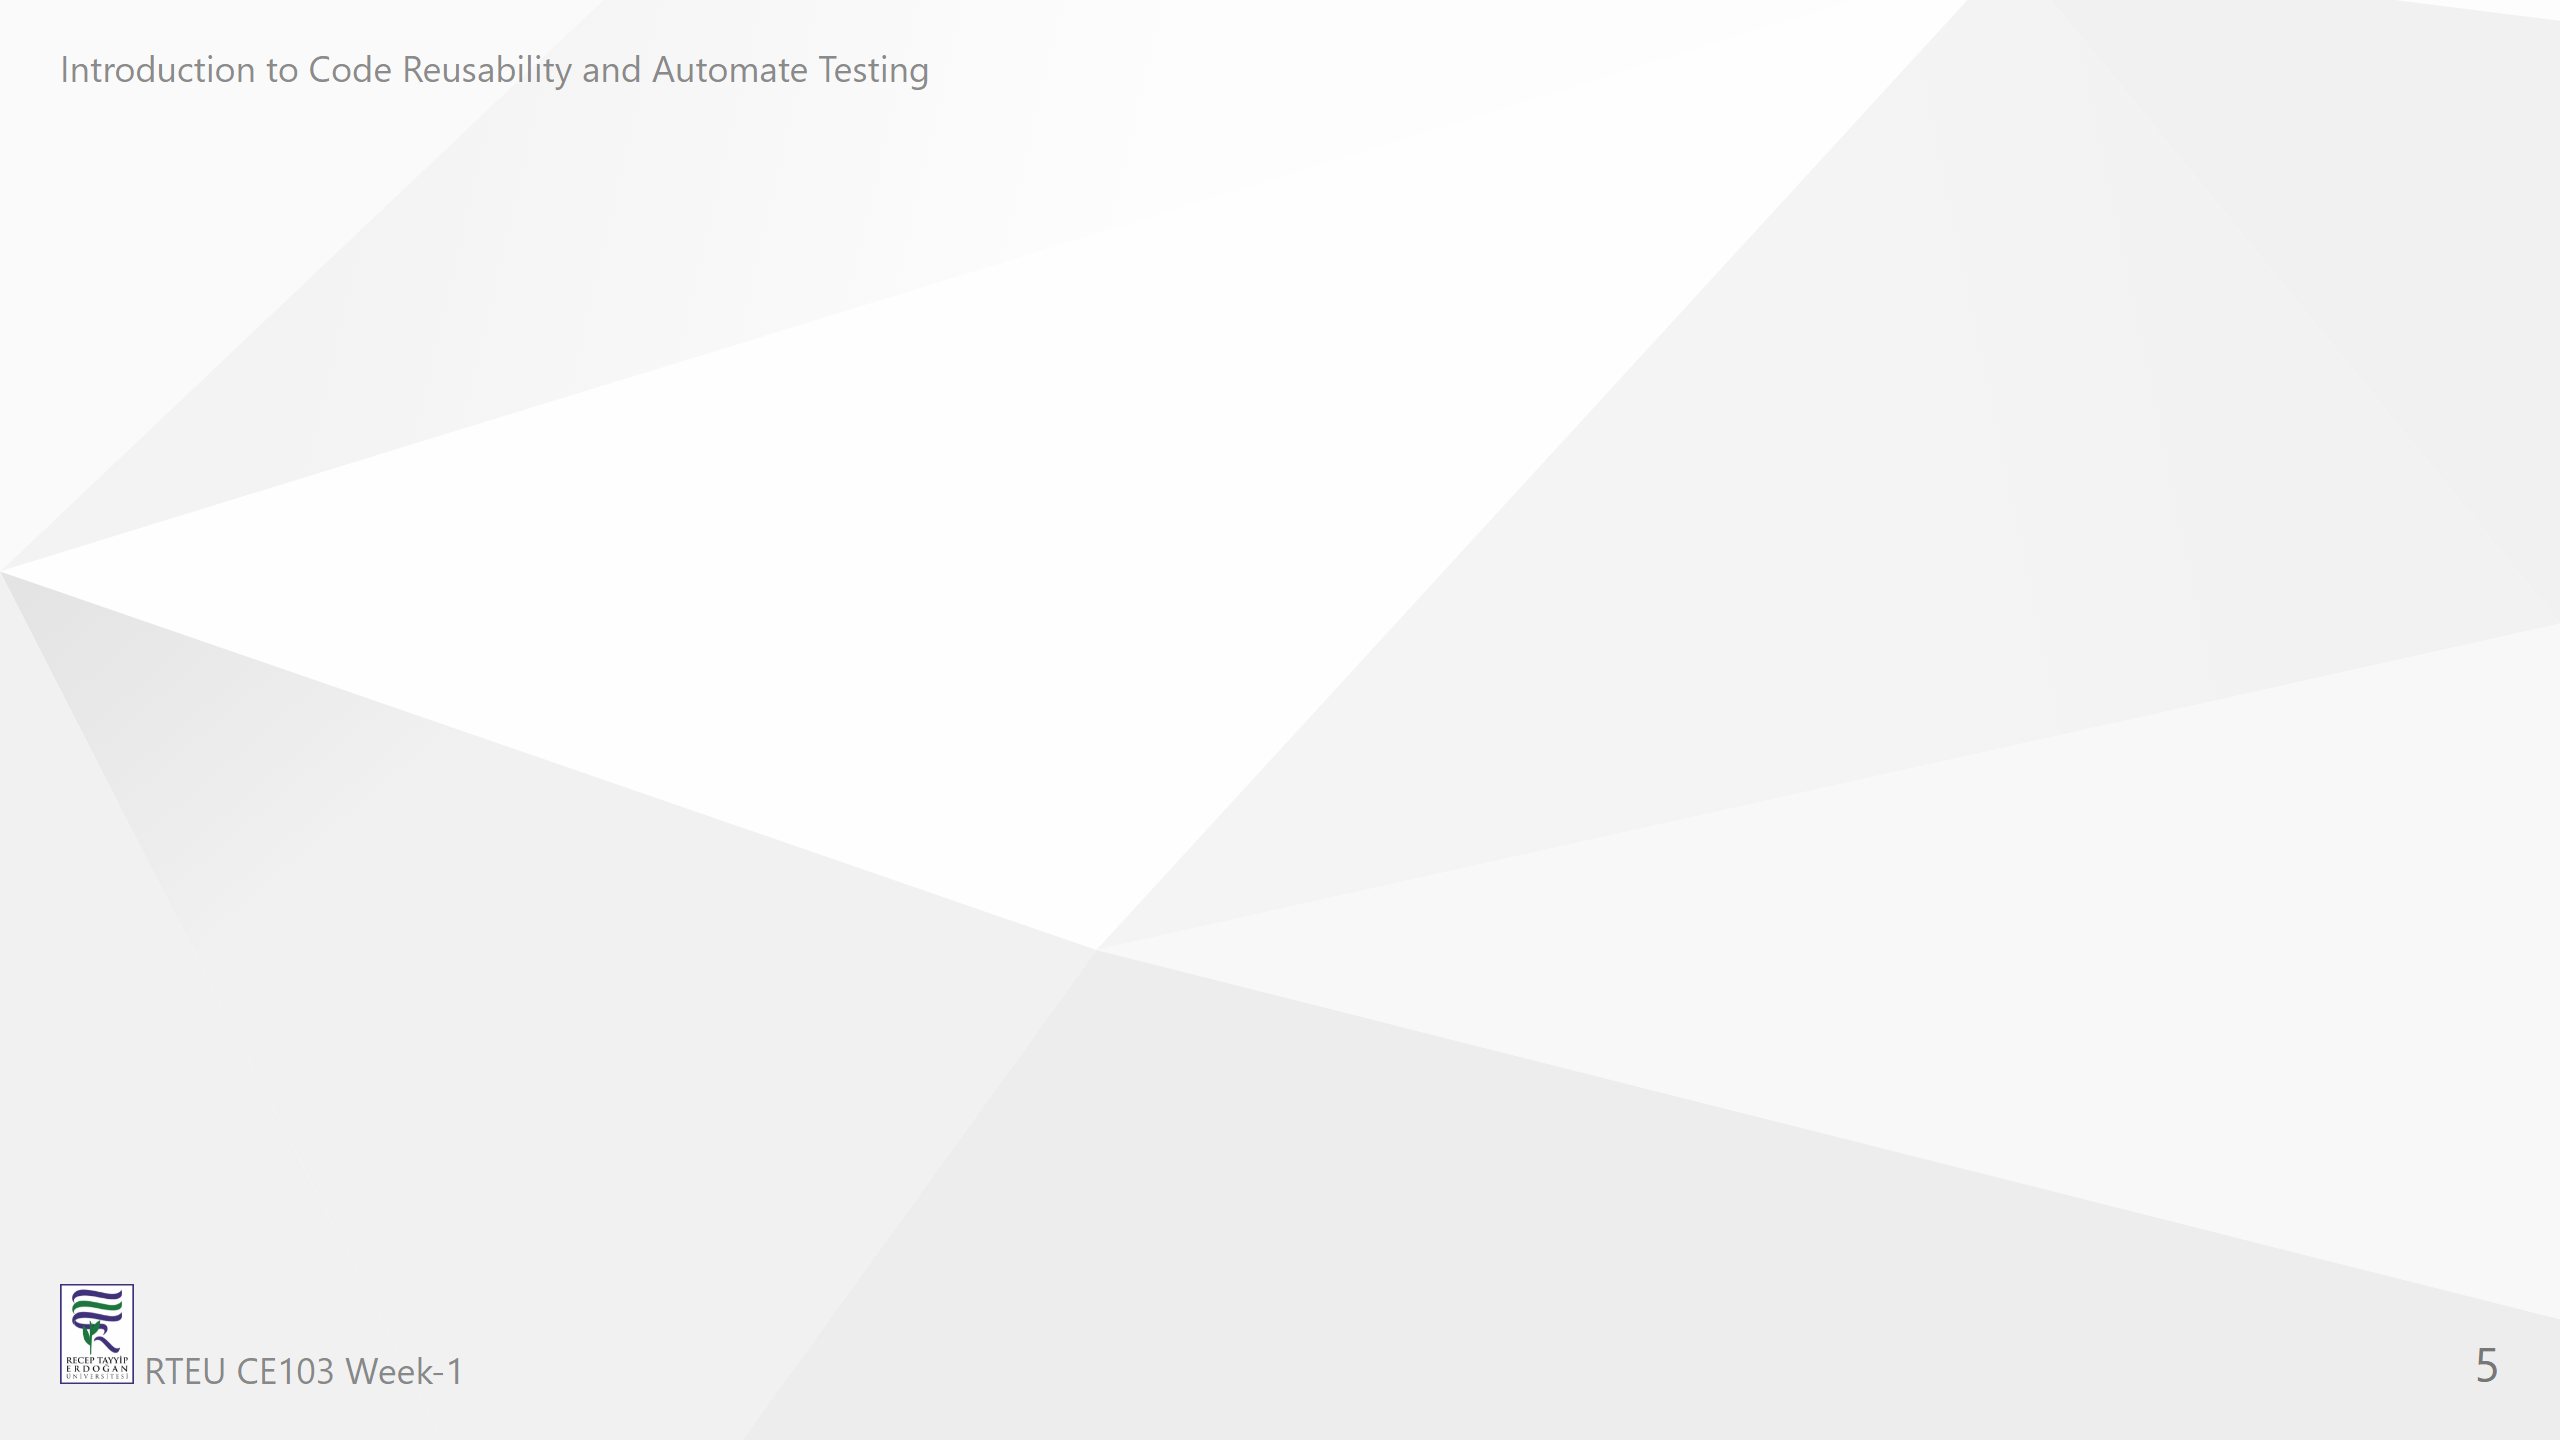 Introduction to Code Reusability and Automate Testing
RECEP TAYYİP
ERDOĞAN
ÜNİVERSİTESİ
RTEU CE103 Week-1
5